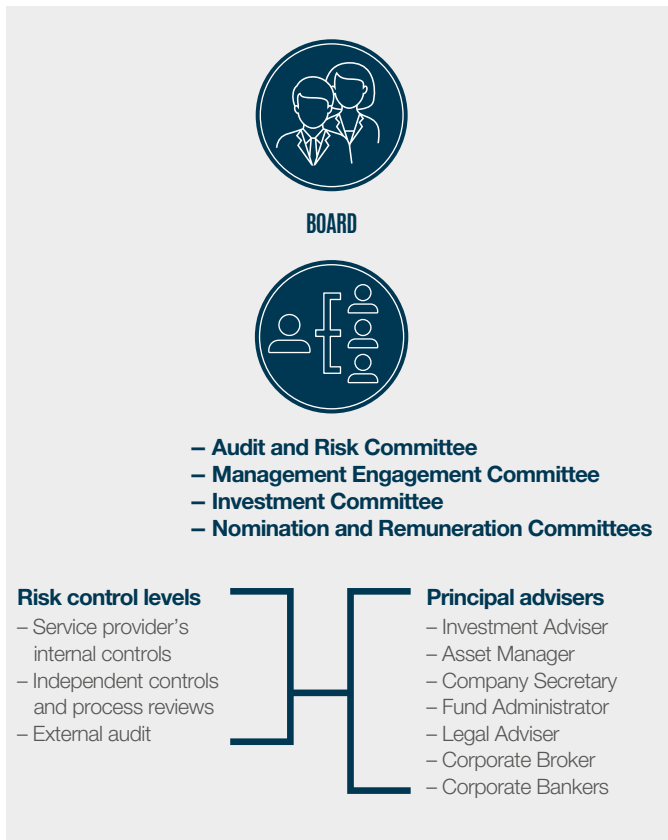 BOARD
– Audit and Risk Committee
– Management Engagement Committee
– Investment Committee
– Nomination and Remuneration Committees
Risk control levels
– Service provider's
internal controls
– Independent controls
and process reviews
– External audit
Principal advisers
– Investment Adviser
– Asset Manager
– Company Secretary
– Fund Administrator
– Legal Adviser
– Corporate Broker
– Corporate Bankers